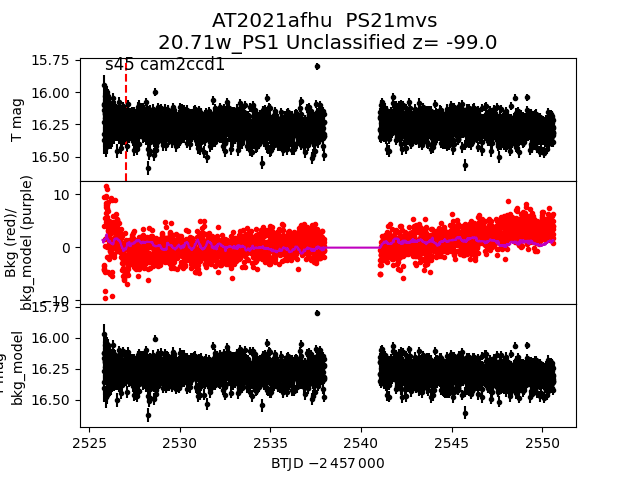 AT2021afhu  PS21mvs
20.71w_PS1 Unclassified z= -99.0
s45 cam2ccd1
T mag
15.75
16.00
16.25
16.50
Bkg (red)/
bkg_model (purple)
10
0
−10
bkg_model
15.75
16.00
16.25
16.50
2525 2530 2535 2540 2545 2550
BTJD −2 457 000